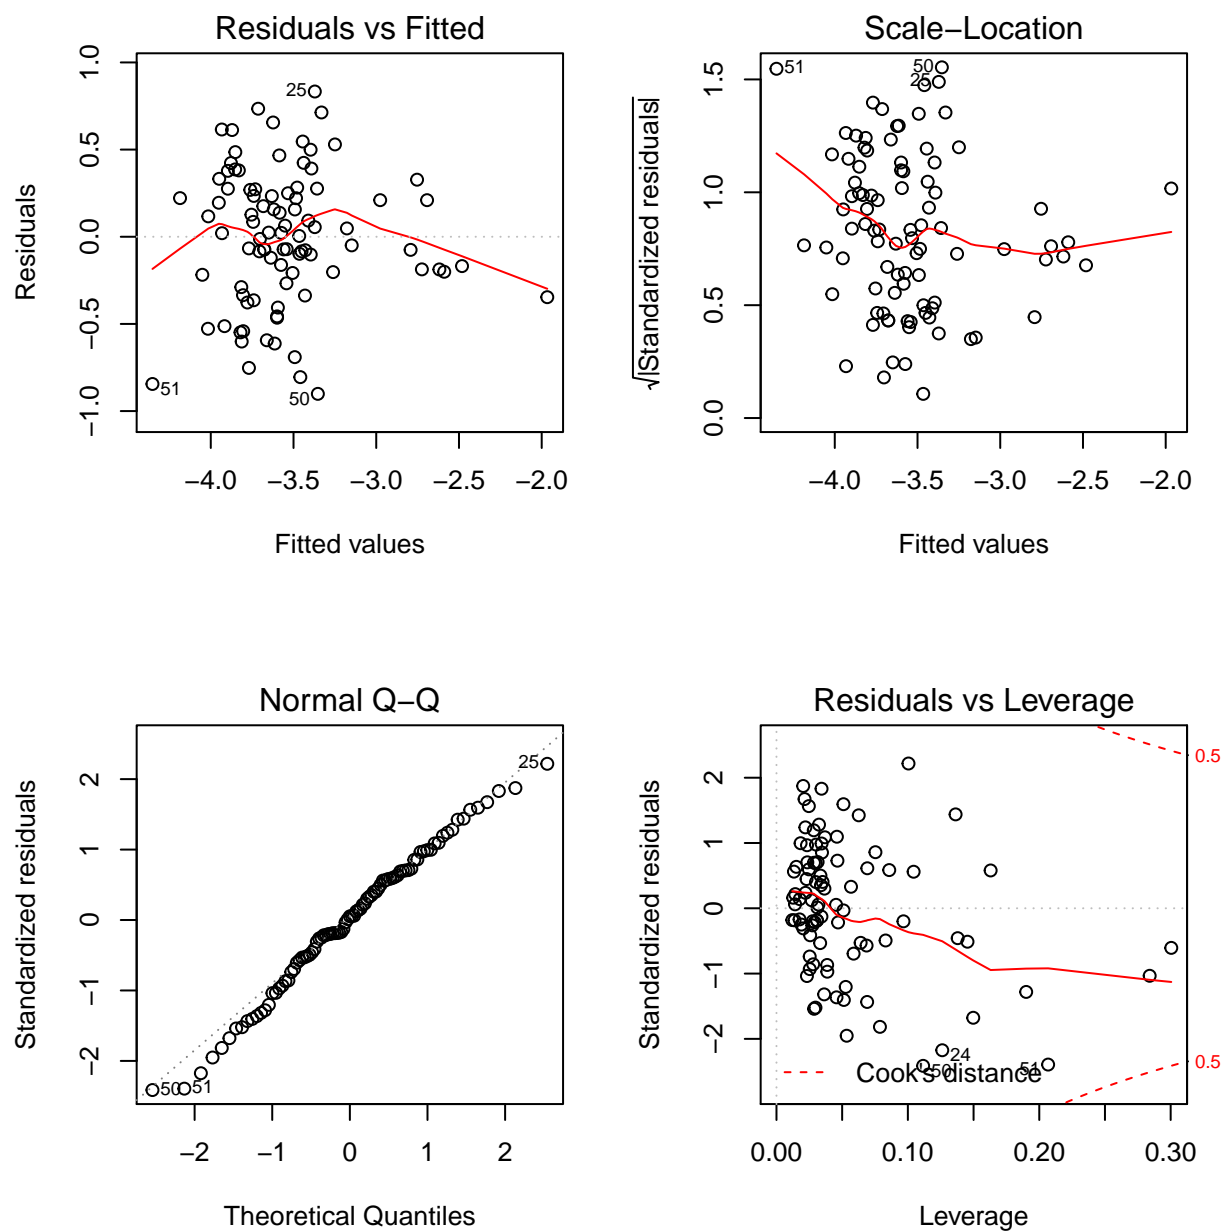 Residuals vs Fitted
Residuals
−1.0 −0.5 0.0 0.5 1.0
25
51
50
−4.0 −3.5 −3.0 −2.5 −2.0
Fitted values
Scale−Location
√|Standardized residuals|
0.0 0.5 1.0 1.5
51
50
25
−4.0 −3.5 −3.0 −2.5 −2.0
Fitted values
Normal Q−Q
Standardized residuals
−2 −1 0 1 2
25
50
51
−2 −1 0 1 2
Theoretical Quantiles
Residuals vs Leverage
Standardized residuals
−2 −1 0 1 2
0.5
0.5
24
50
51
Cook's distance
0.00 0.10 0.20 0.30
Leverage